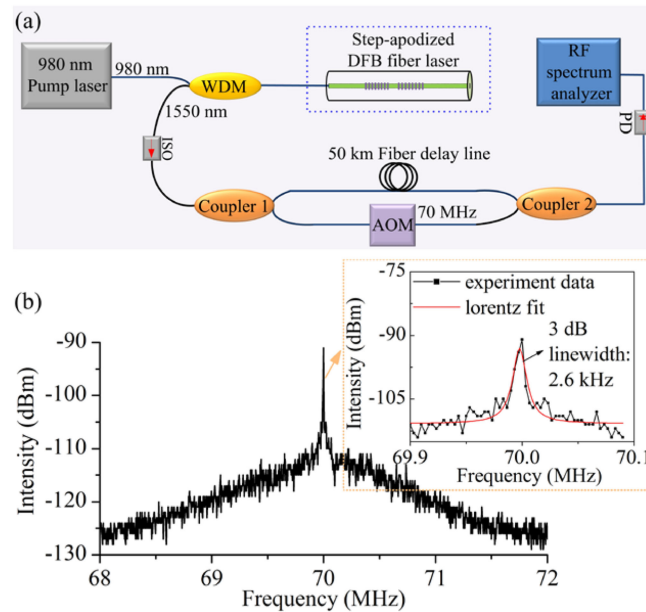 (a)
980 nm
Pump laser
980 nm
WDM
1550 nm
ISO
Step-apodized
DFB fiber laser
RF
spectrum
analyzer
PD
50 km Fiber delay line
Coupler 1
AOM
70 MHz
Coupler 2
(b)
Intensity (dBm)
-90
-100
-110
-120
-130
68
69
70
71
72
Frequency (MHz)
Intensity (dBm)
-75
-90
-105
experiment data
lorentz fit
3 dB
linewidth:
2.6 kHz
69.9
70.0
70.1
Frequency (MHz)